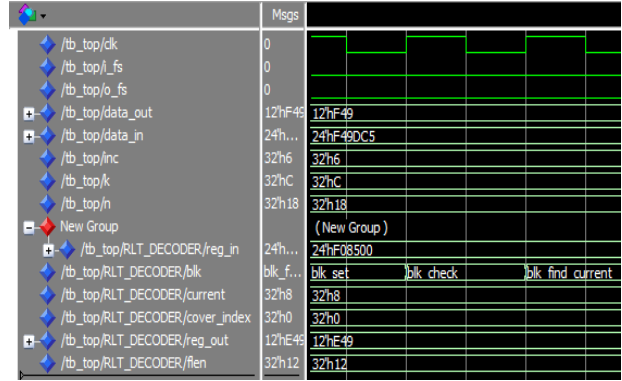 Msgs
/tb_top/clk 0
/tb_top/i_fs 0
/tb_top/o_fs 0
/tb_top/data_out 12'hF49 12'hF49
/tb_top/data_in 24'h... 24'hF49DC5
/tb_top/inc 32'h6 32'h6
/tb_top/k 32'hC 32'hC
/tb_top/n 32'h18 32'h18
New Group (New Group)
/tb_top/RLT_DECODER/reg_in 24'h... 24'hF08500
/tb_top/RLT_DECODER/blk blk_f... blk_set blk_check blk_find_current
/tb_top/RLT_DECODER/current 32'h8 32'h8
/tb_top/RLT_DECODER/cover_index 32'h0 32'h0
/tb_top/RLT_DECODER/reg_out 12'hE49 12'hE49
/tb_top/RLT_DECODER/flen 32'h12 32'h12